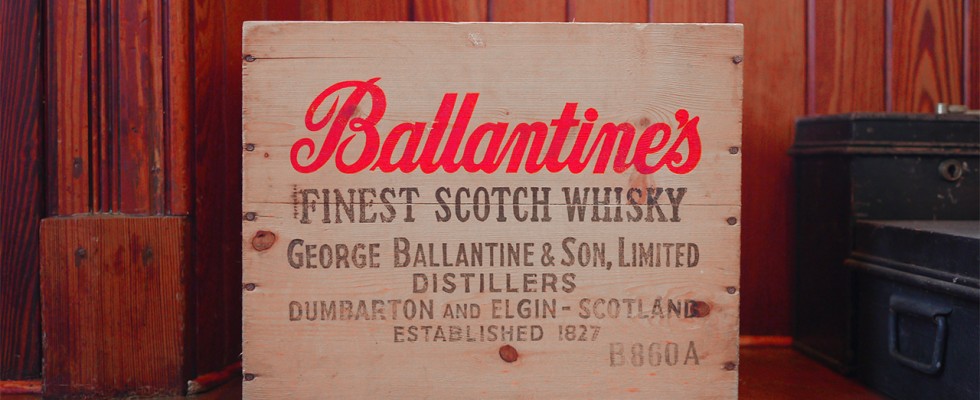 Ballantine's
FINEST SCOTCH WHISKY
GEORGE BALLANTINE & SON, LIMITED
DISTILLERS
DUMBARTON AND ELGIN - SCOTLAND
ESTABLISHED 1827
B860A